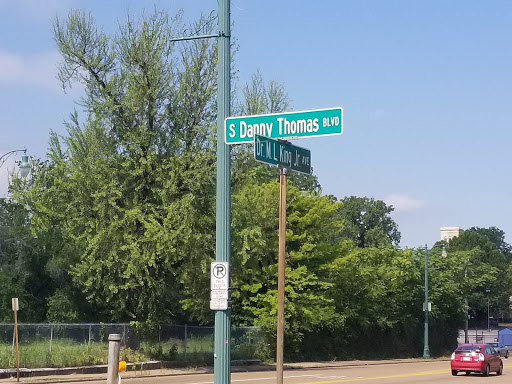 S Danny Thomas BLVD
Dr. M. L. King Jr AVE
P